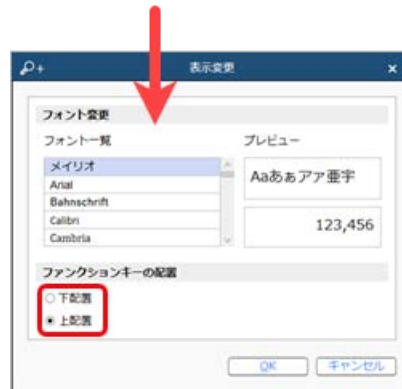 表示変更
フォント変更
フォント一覧
プレビュー
メイリオ
Arial
Bahnschrift
Calibri
Cambria
Aaあぁアァ亜宇
123,456
ファンクションキーの配置
下配置
上配置
OK
キャンセル